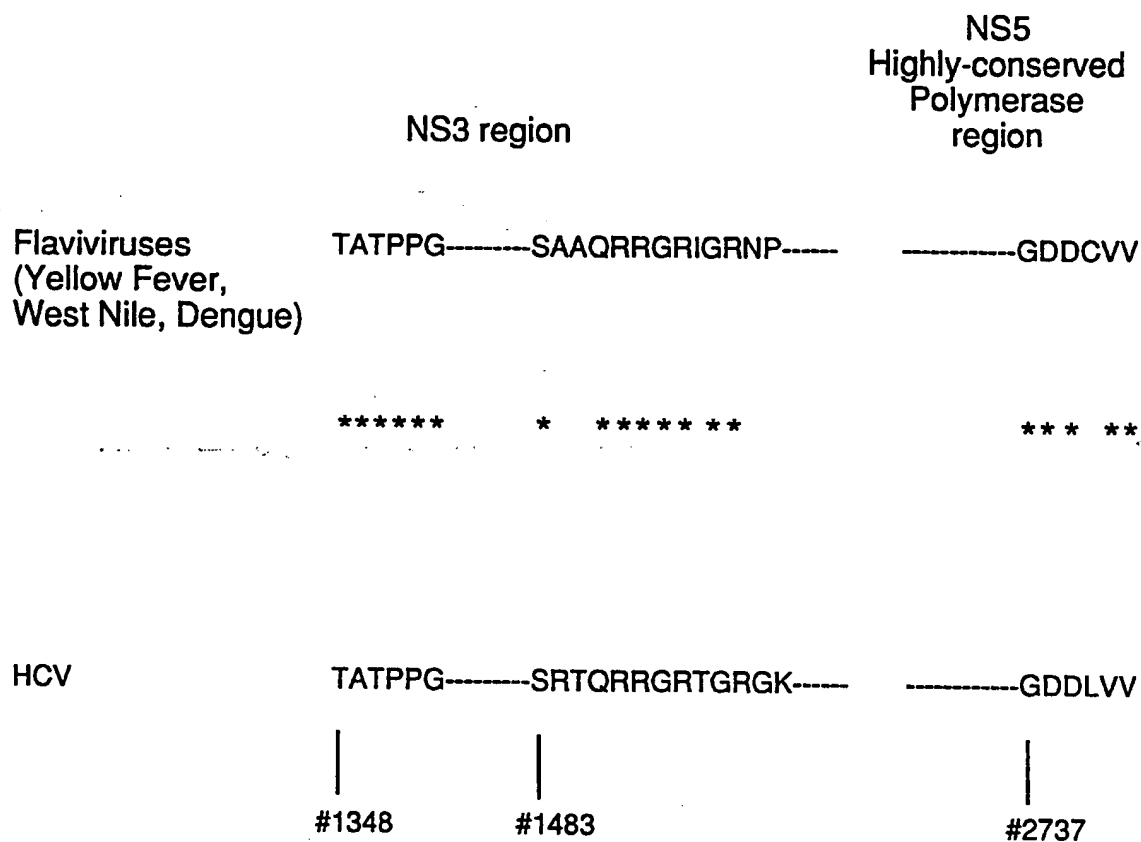 NS5
Highly-conserved
Polymerase
region
NS3 region
Flaviviruses
(Yellow Fever,
West Nile, Dengue)
TATPPG---------SAAQRRGRIGRNP------ ------------GDDCVV
****** * ***** ** *** **
HCV TATPPG---------SRTQRRGRTGRGK------ ------------GDDLVV
#1348 #1483 #2737